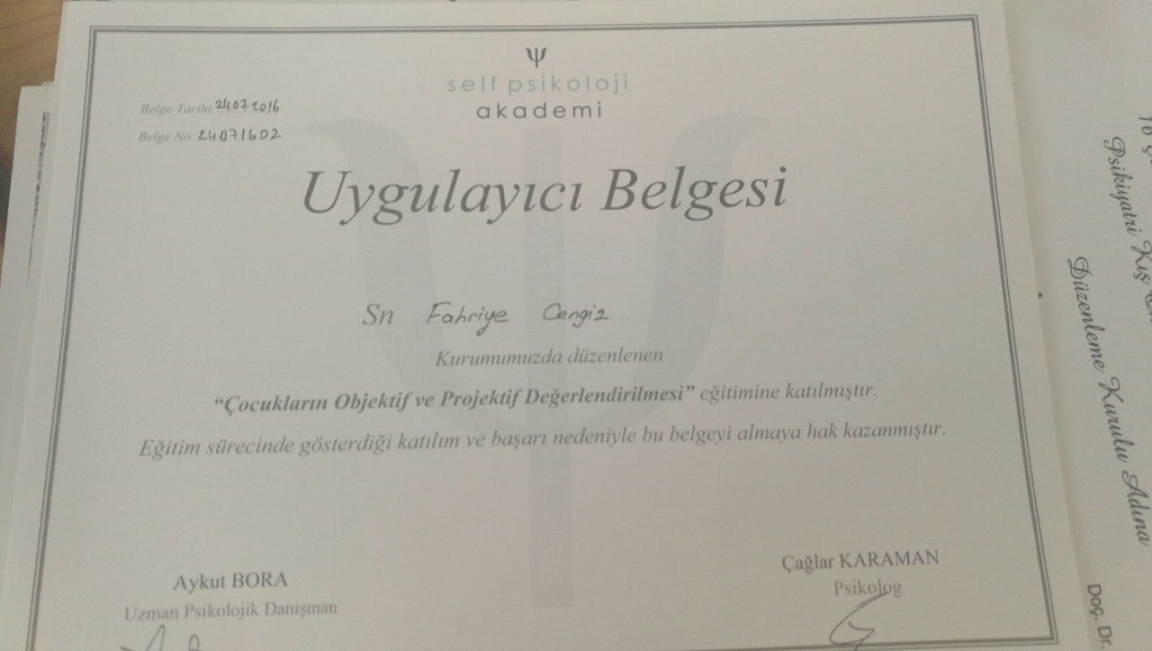 Ψ
self psikoloji
akademi
Belge Tarihi: 24.07.2016
Belge No: 24071602
Uygulayıcı Belgesi
Sn Fahriye Cengiz
Kurumumuzda düzenlenen
“Çocukların Objektif ve Projektif Değerlendirilmesi” eğitimine katılmıştır.
Eğitim sürecinde gösterdiği katılım ve başarı nedeniyle bu belgeyi almaya hak kazanmıştır.
Aykut BORA
Uzman Psikolojik Danışman
Çağlar KARAMAN
Psikolog
Psikiyatri Kış
Düzenleme Kurulu Adına
Doç. Dr.